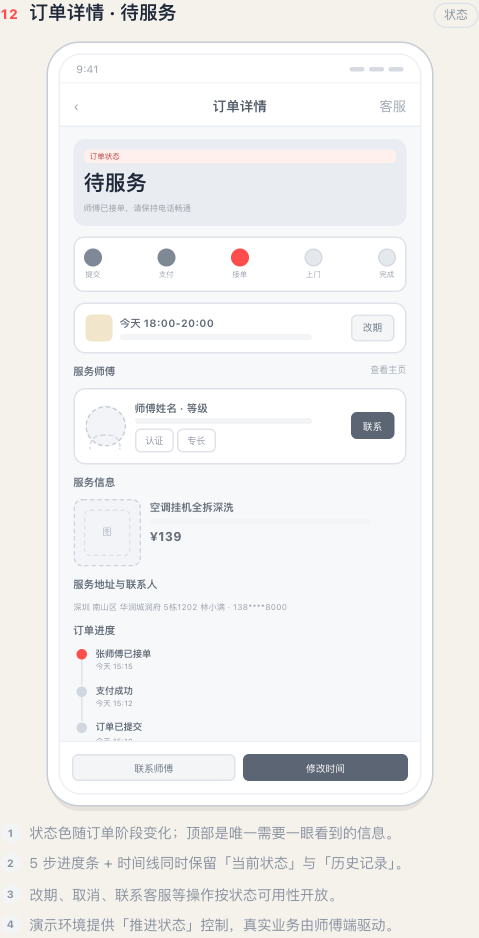 12 订单详情 · 待服务
状态
9:41
‹ 订单详情 客服
订单状态
待服务
师傅已接单，请保持电话畅通
提交 支付 接单 上门 完成
今天 18:00-20:00
改期
服务师傅 查看主页
师傅姓名 · 等级
认证 专长
联系
服务信息
图
空调挂机全拆深洗
¥139
服务地址与联系人
深圳 南山区 华润城润府 5栋1202 林小满 · 138****8000
订单进度
张师傅已接单
今天 15:15
支付成功
今天 15:12
订单已提交
联系师傅 修改时间
1 状态色随订单阶段变化；顶部是唯一需要一眼看到的信息。
2 5 步进度条 + 时间线同时保留「当前状态」与「历史记录」。
3 改期、取消、联系客服等操作按状态可用性开放。
4 演示环境提供「推进状态」控制，真实业务由师傅端驱动。